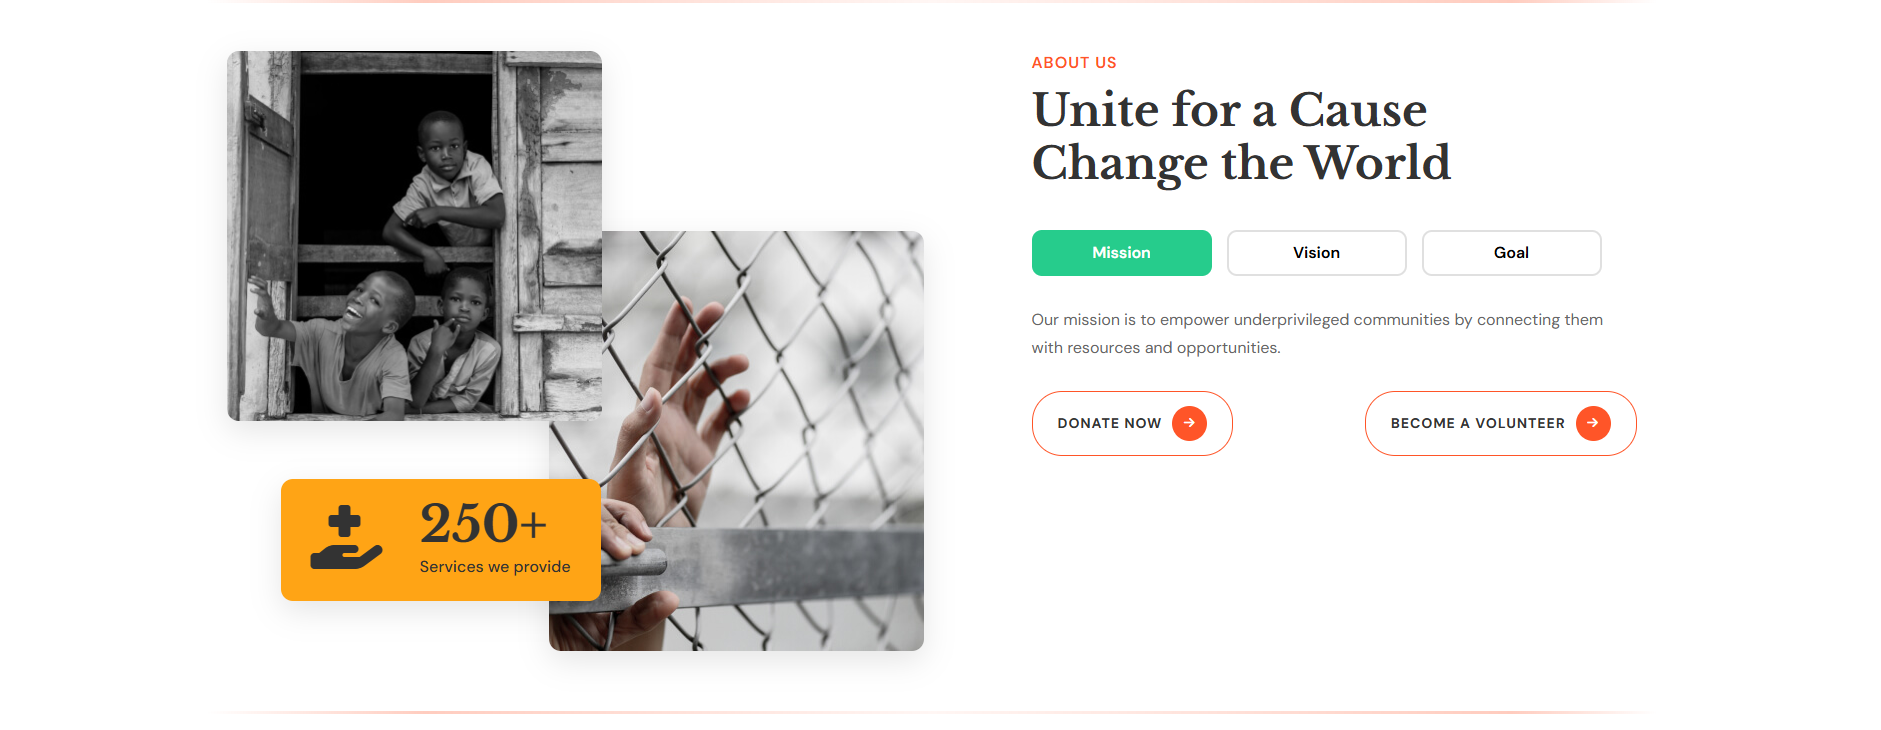 ABOUT US
Unite for a Cause
Change the World
Mission
Vision
Goal
Our mission is to empower underprivileged communities by connecting them
with resources and opportunities.
DONATE NOW
BECOME A VOLUNTEER
250+
Services we provide